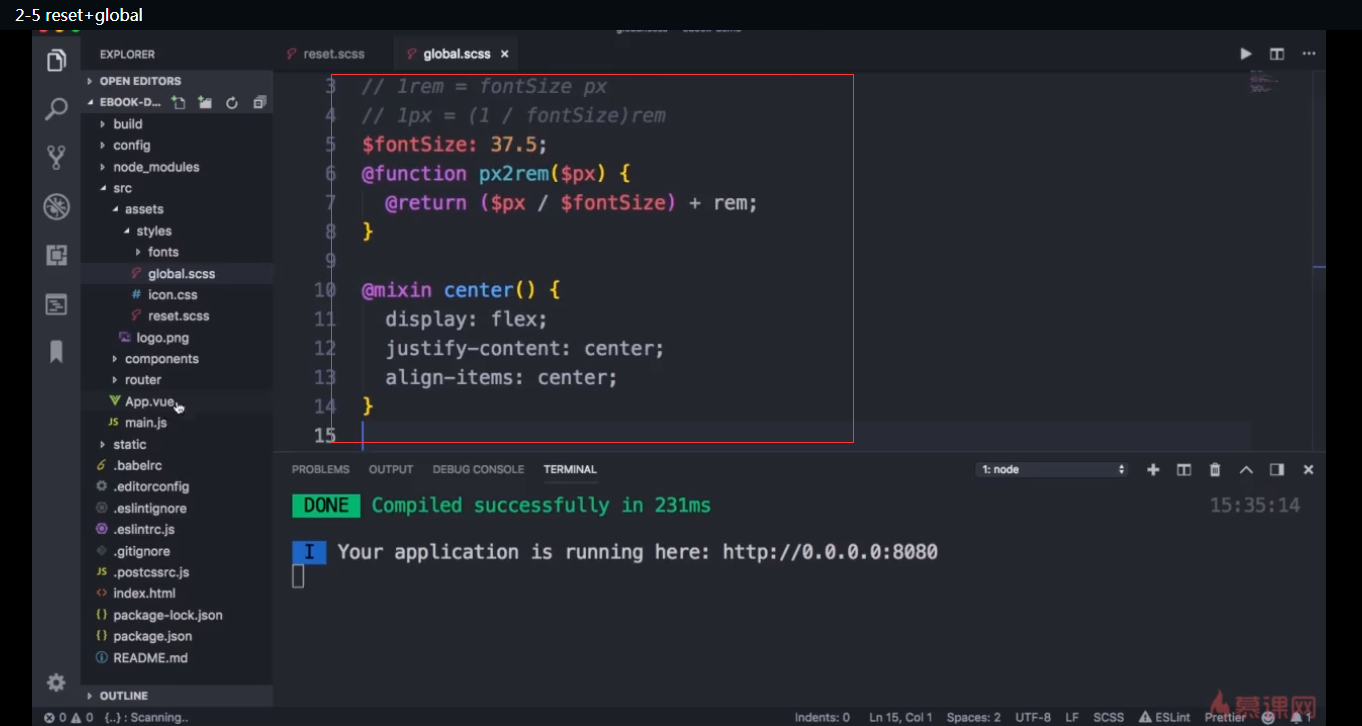 2-5 reset+global
EXPLORER
OPEN EDITORS
EBOOK-D...
build
config
node_modules
src
assets
styles
fonts
global.scss
# icon.css
reset.scss
logo.png
components
router
App.vue
JS main.js
static
.babelrc
.editorconfig
.eslintignore
.eslintrc.js
.gitignore
JS .postcssrc.js
<> index.html
{} package-lock.json
{} package.json
README.md
OUTLINE
reset.scss
global.scss ×
3 // 1rem = fontSize px
4 // 1px = (1 / fontSize)rem
5 $fontSize: 37.5;
6 @function px2rem($px) {
7 @return ($px / $fontSize) + rem;
8 }
9
10 @mixin center() {
11 display: flex;
12 justify-content: center;
13 align-items: center;
14 }
15
PROBLEMS OUTPUT DEBUG CONSOLE TERMINAL 1: node
DONE Compiled successfully in 231ms 15:35:14
I Your application is running here: http://0.0.0.0:8080
0 0 {..} : Scanning.. Indents: 0 Ln 15, Col 1 Spaces: 2 UTF-8 LF SCSS ESLint Prettier 1
慕课网